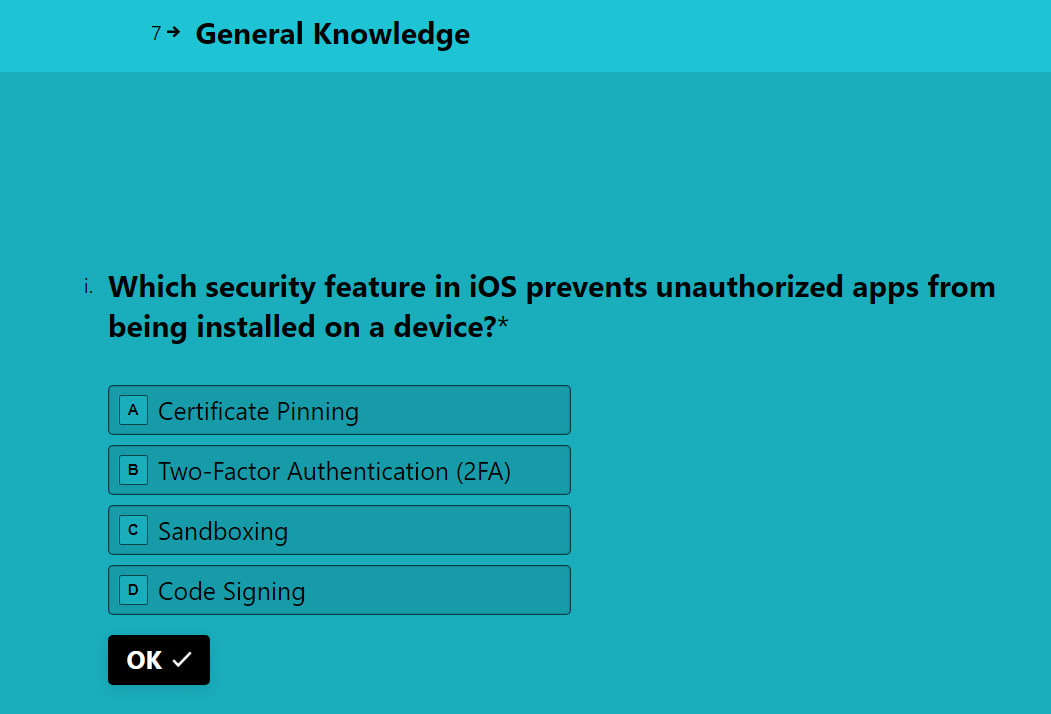 7 → General Knowledge
i. Which security feature in iOS prevents unauthorized apps from
being installed on a device?*
A Certificate Pinning
B Two-Factor Authentication (2FA)
C Sandboxing
D Code Signing
OK ✓